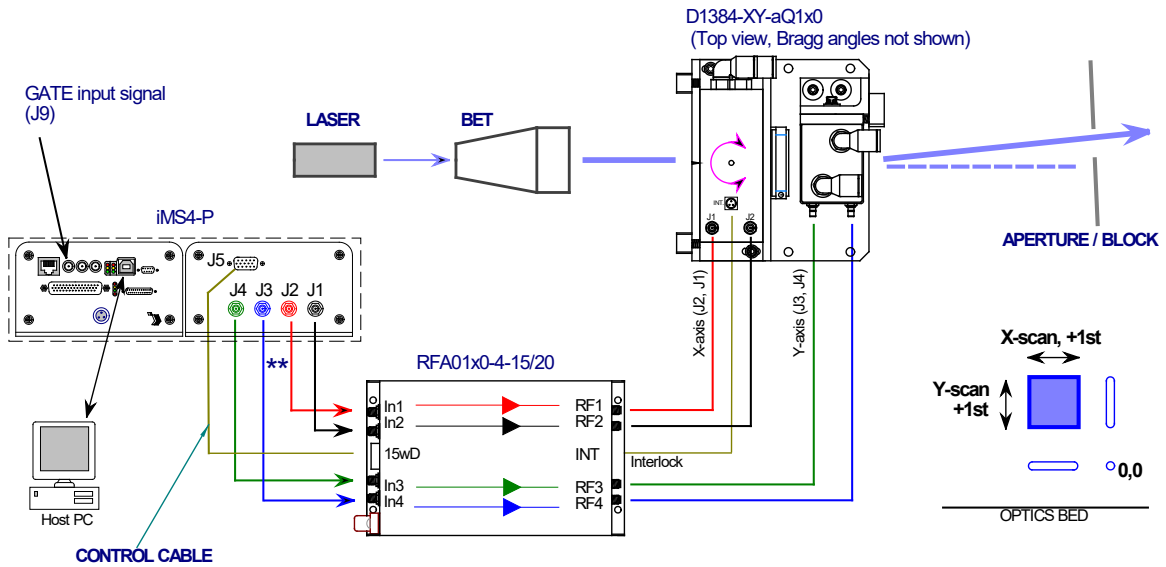 D1384-XY-aQ1x0
(Top view, Bragg angles not shown)
GATE input signal
(J9)
LASER
BET
INT.
J1
J2
APERTURE / BLOCK
iMS4-P
J5
J4
J3
J2
J1
**
X-axis (J2, J1)
Y-axis (J3, J4)
RFA01x0-4-15/20
In1
In2
15wD
In3
In4
RF1
RF2
INT
RF3
RF4
Interlock
X-scan, +1st
Y-scan
+1st
0,0
OPTICS BED
Host PC
CONTROL CABLE